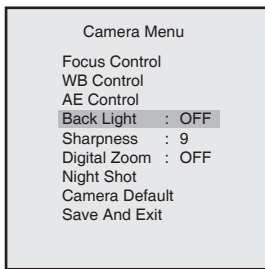 Camera Menu
Focus Control
WB Control
AE Control
Back Light : OFF
Sharpness : 9
Digital Zoom : OFF
Night Shot
Camera Default
Save And Exit